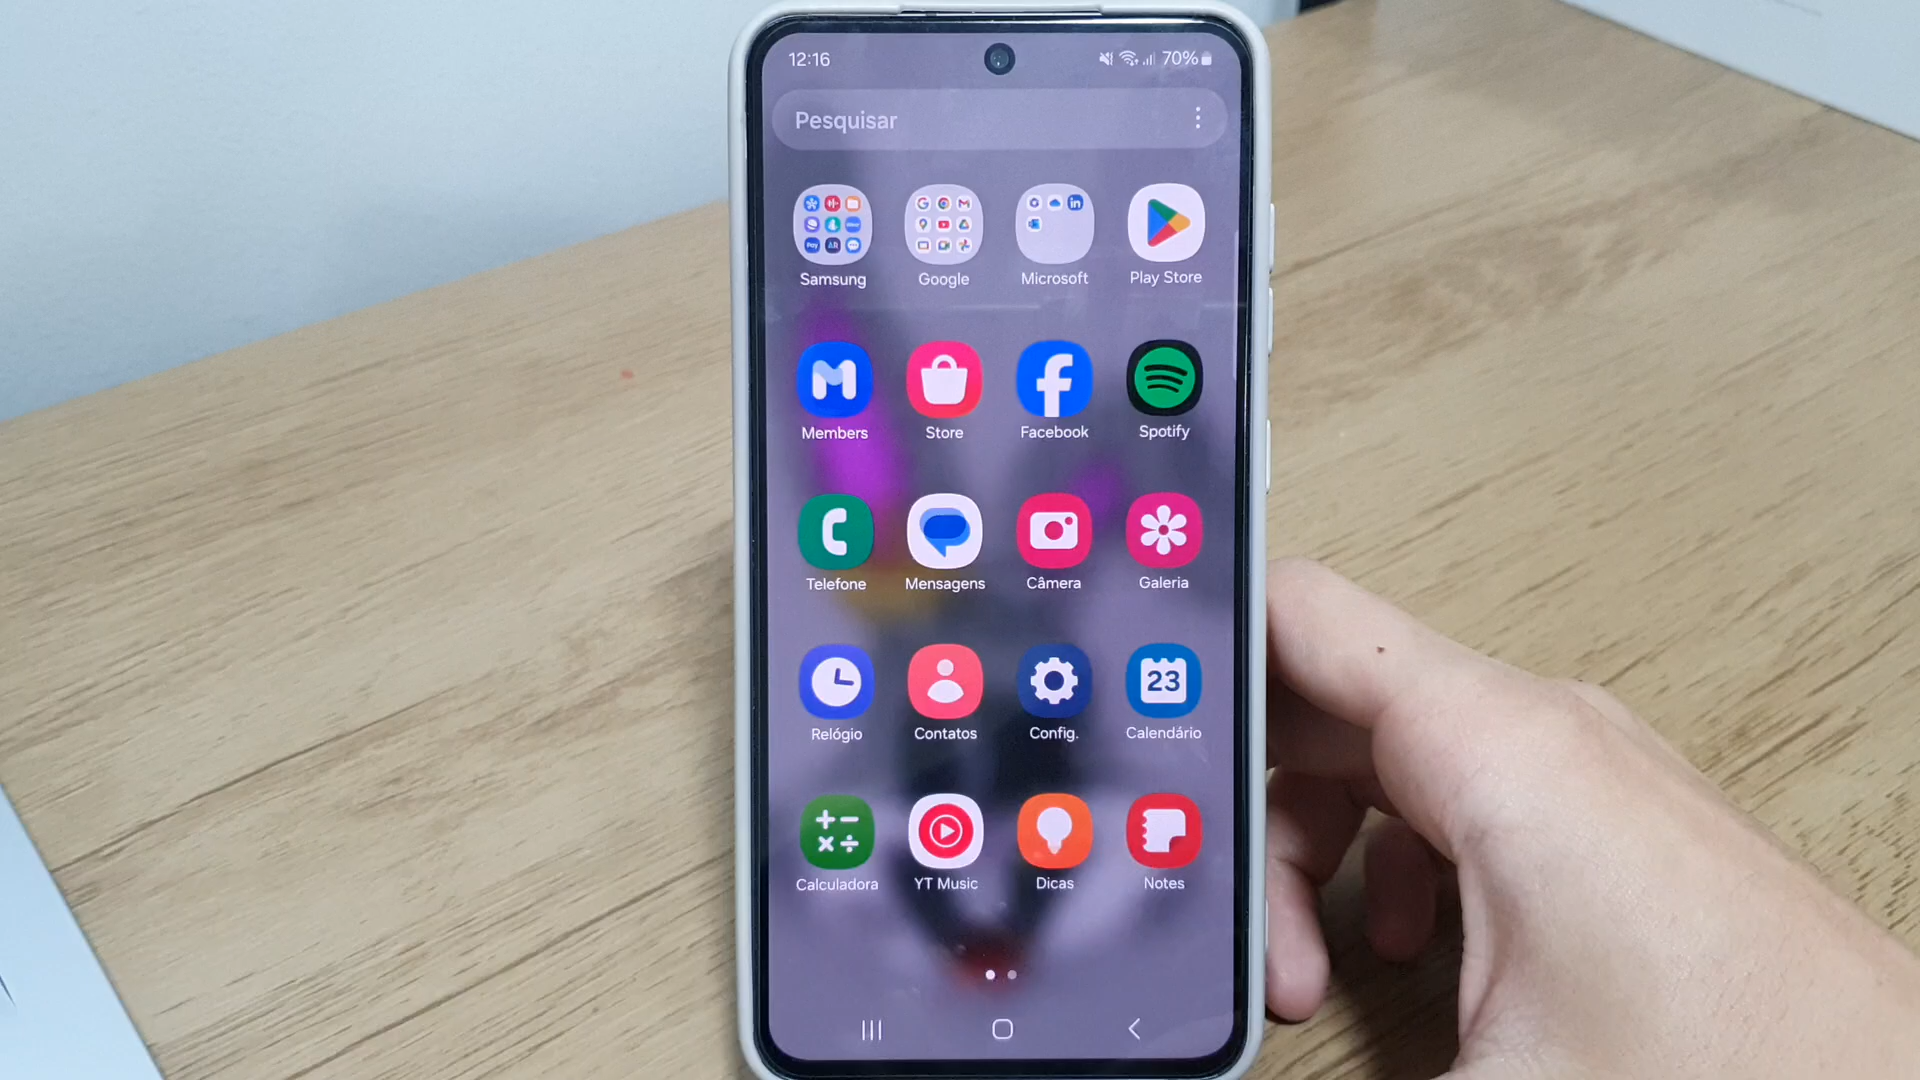 12:16
70%
Pesquisar
Samsung
Google
Microsoft
Play Store
Members
Store
Facebook
Spotify
Telefone
Mensagens
Câmera
Galeria
23
Relógio
Contatos
Config.
Calendário
Calculadora
YT Music
Dicas
Notes